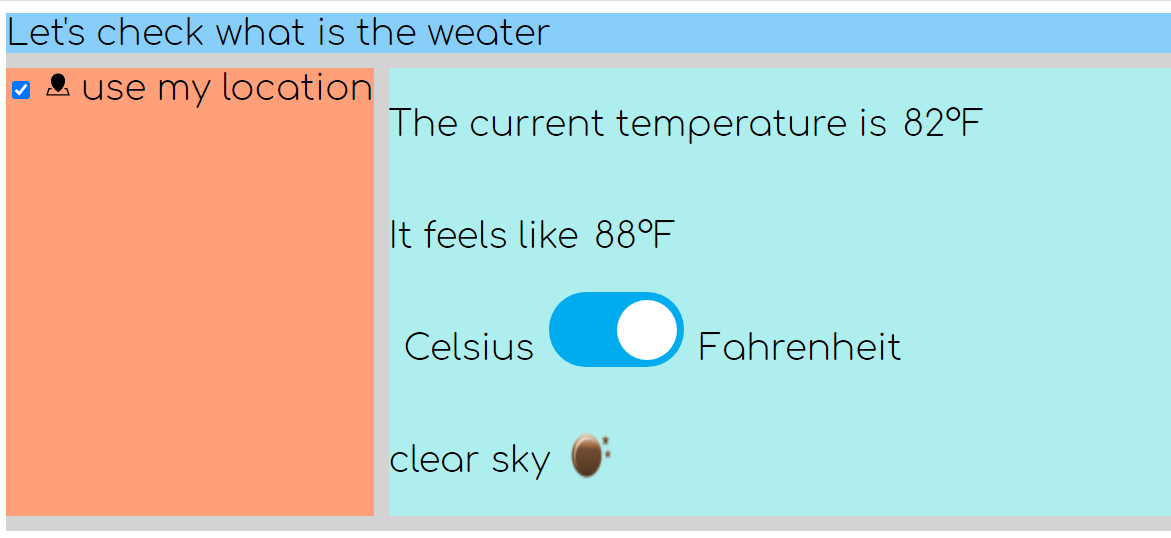 Let's check what is the weater
use my location
The current temperature is 82°F
It feels like 88°F
Celsius Fahrenheit
clear sky